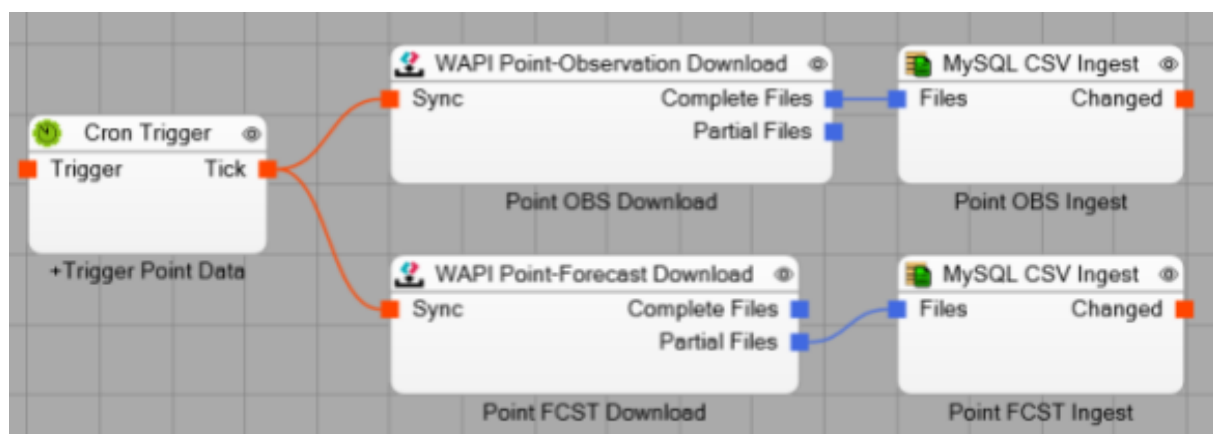 WAPI Point-Observation Download
Sync Complete Files
Partial Files
Point OBS Download
MySQL CSV Ingest
Files Changed
Point OBS Ingest
Cron Trigger
Trigger Tick
+Trigger Point Data
WAPI Point-Forecast Download
Sync Complete Files
Partial Files
Point FCST Download
MySQL CSV Ingest
Files Changed
Point FCST Ingest